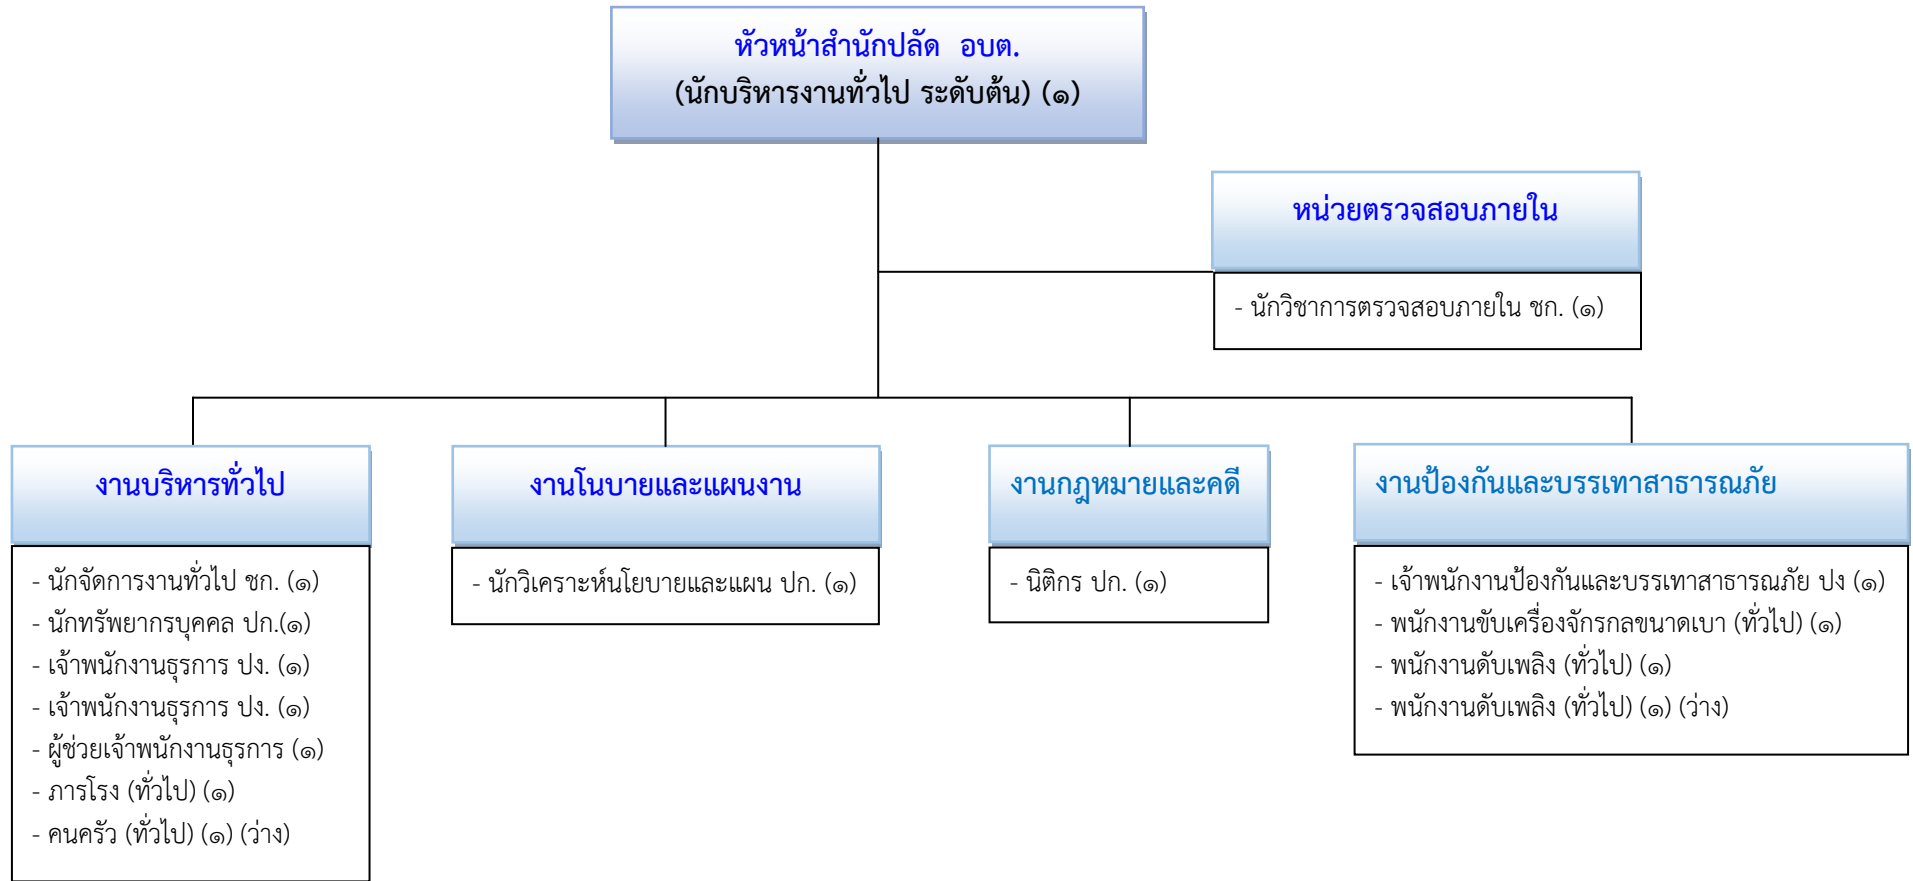 หัวหน้าสำนักปลัด อบต.
(นักบริหารงานทั่วไป ระดับต้น) (๑)
หน่วยตรวจสอบภายใน
- นักวิชาการตรวจสอบภายใน ชก. (๑)
งานบริหารทั่วไป
- นักจัดการงานทั่วไป ชก. (๑)
- นักทรัพยากรบุคคล ปก.(๑)
- เจ้าพนักงานธุรการ ปง. (๑)
- เจ้าพนักงานธุรการ ปง. (๑)
- ผู้ช่วยเจ้าพนักงานธุรการ (๑)
- ภารโรง (ทั่วไป) (๑)
- คนครัว (ทั่วไป) (๑) (ว่าง)
งานโนบายและแผนงาน
- นักวิเคราะห์นโยบายและแผน ปก. (๑)
งานกฎหมายและคดี
- นิติกร ปก. (๑)
งานป้องกันและบรรเทาสาธารณภัย
- เจ้าพนักงานป้องกันและบรรเทาสาธารณภัย ปง (๑)
- พนักงานขับเครื่องจักรกลขนาดเบา (ทั่วไป) (๑)
- พนักงานดับเพลิง (ทั่วไป) (๑)
- พนักงานดับเพลิง (ทั่วไป) (๑) (ว่าง)